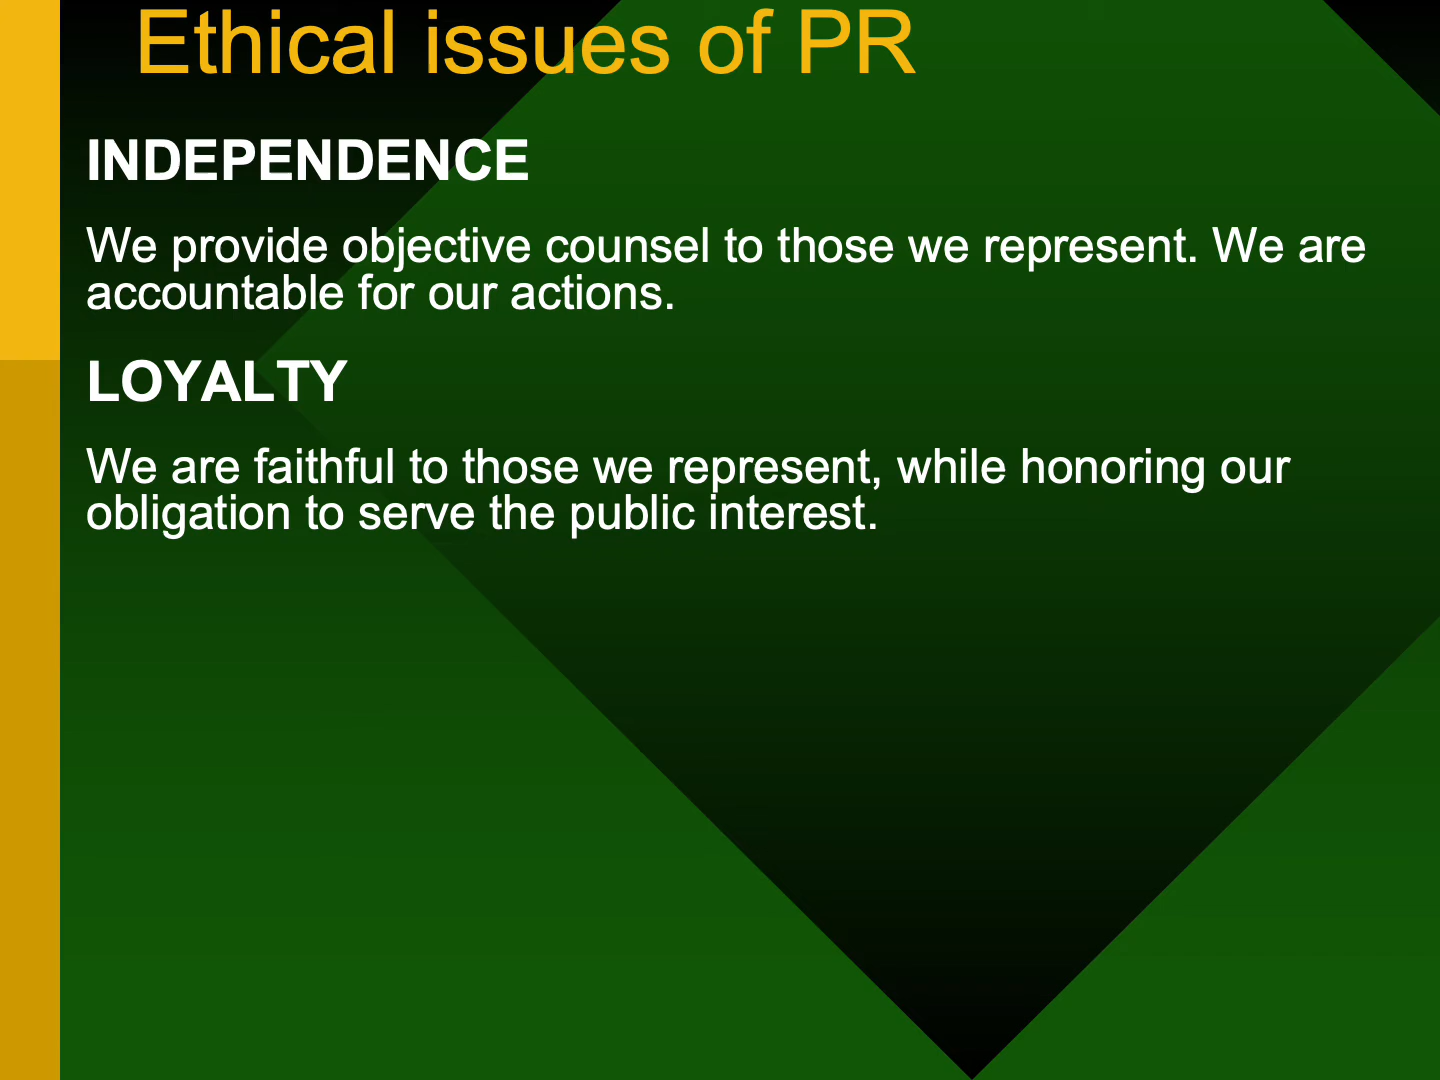 Ethical issues of PR
INDEPENDENCE
We provide objective counsel to those we represent. We are
accountable for our actions.
LOYALTY
We are faithful to those we represent, while honoring our
obligation to serve the public interest.